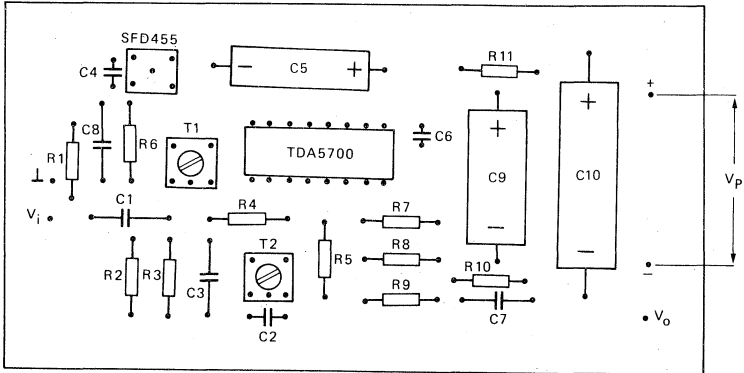 SFD455
C4
C5
− +
R11
+
+
+
C8
R6
T1
TDA5700
C6
R1
C9
C10
V_P
⊥
V_i
C1
R4
R7
−
−
−
T2
R8
R5
R10
R2
R3
C3
R9
C7
C2
V_o